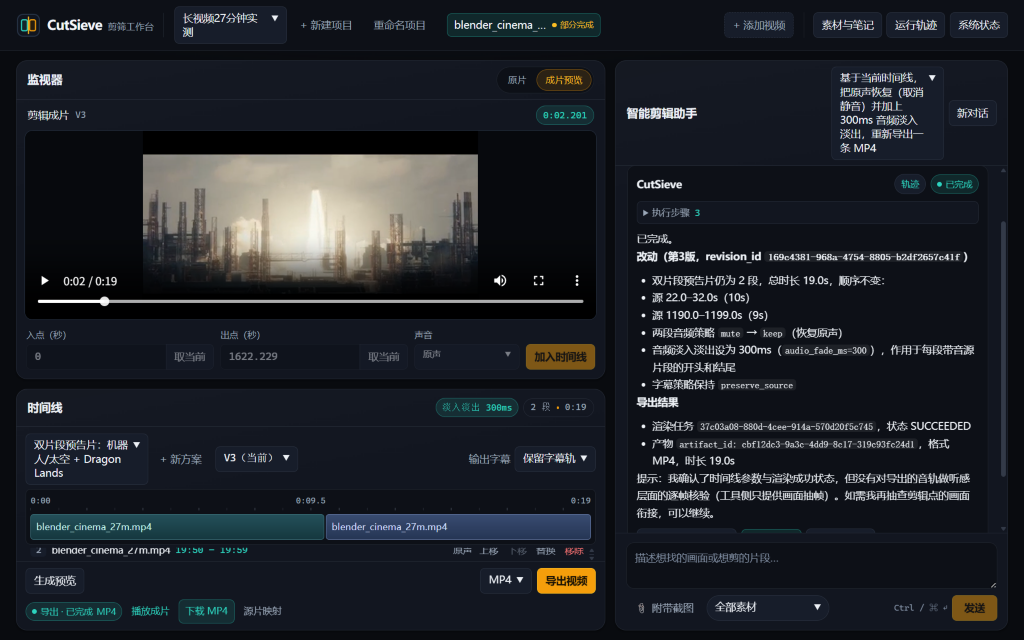 CutSieve 剪筛工作台
长视频27分钟实
测
+ 新建项目
重命名项目
blender_cinema_... 部分完成
+ 添加视频
素材与笔记
运行轨迹
系统状态
监视器
原片
成片预览
剪辑成片 V3
0:02.201
0:02 / 0:19
入点（秒）
出点（秒）
声音
0
取当前
1622.229
取当前
原声
加入时间线
时间线
淡入淡出 300ms
2 段 • 0:19
双片段预告片：机器
人/太空 + Dragon
Lands
+ 新方案
V3（当前）
输出字幕
保留字幕轨
0:00
0:09.5
0:19
blender_cinema_27m.mp4
blender_cinema_27m.mp4
2 blender_cinema_27m.mp4 19:50 – 19:59
原声 上移 下移 替换 移除
生成预览
MP4
导出视频
导出 · 已完成 MP4
播放成片
下载 MP4
源片映射
智能剪辑助手
基于当前时间线，
把原声恢复（取消
静音）并加上
300ms 音频淡入
淡出，重新导出一
条 MP4
新对话
CutSieve
轨迹
已完成
执行步骤 3
已完成。
改动（第3版，revision_id 169c4381-968a-4754-8805-b2df2657c41f）
• 双片段预告片仍为 2 段，总时长 19.0s，顺序不变：
• 源 22.0–32.0s（10s）
• 源 1190.0–1199.0s（9s）
• 两段音频策略 mute → keep（恢复原声）
• 音频淡入淡出设为 300ms（audio_fade_ms=300），作用于每段带音源
片段的开头和结尾
• 字幕策略保持 preserve_source
导出结果
• 渲染任务 37c03a08-880d-4cee-914a-570d20f5c745，状态 SUCCEEDED
• 产物 artifact_id: cbf12dc3-9a3c-4dd9-8c17-319c93fc24d1，格式
MP4，时长 19.0s
提示：我确认了时间线参数与渲染成功状态，但没有对导出的音轨做听感
层面的逐帧核验（工具侧只提供画面抽帧）。如需我再抽查剪辑点的画面
衔接，可以继续。
描述想找的画面或想剪的片段...
附带截图
全部素材
Ctrl / ⌘ ↵
发送